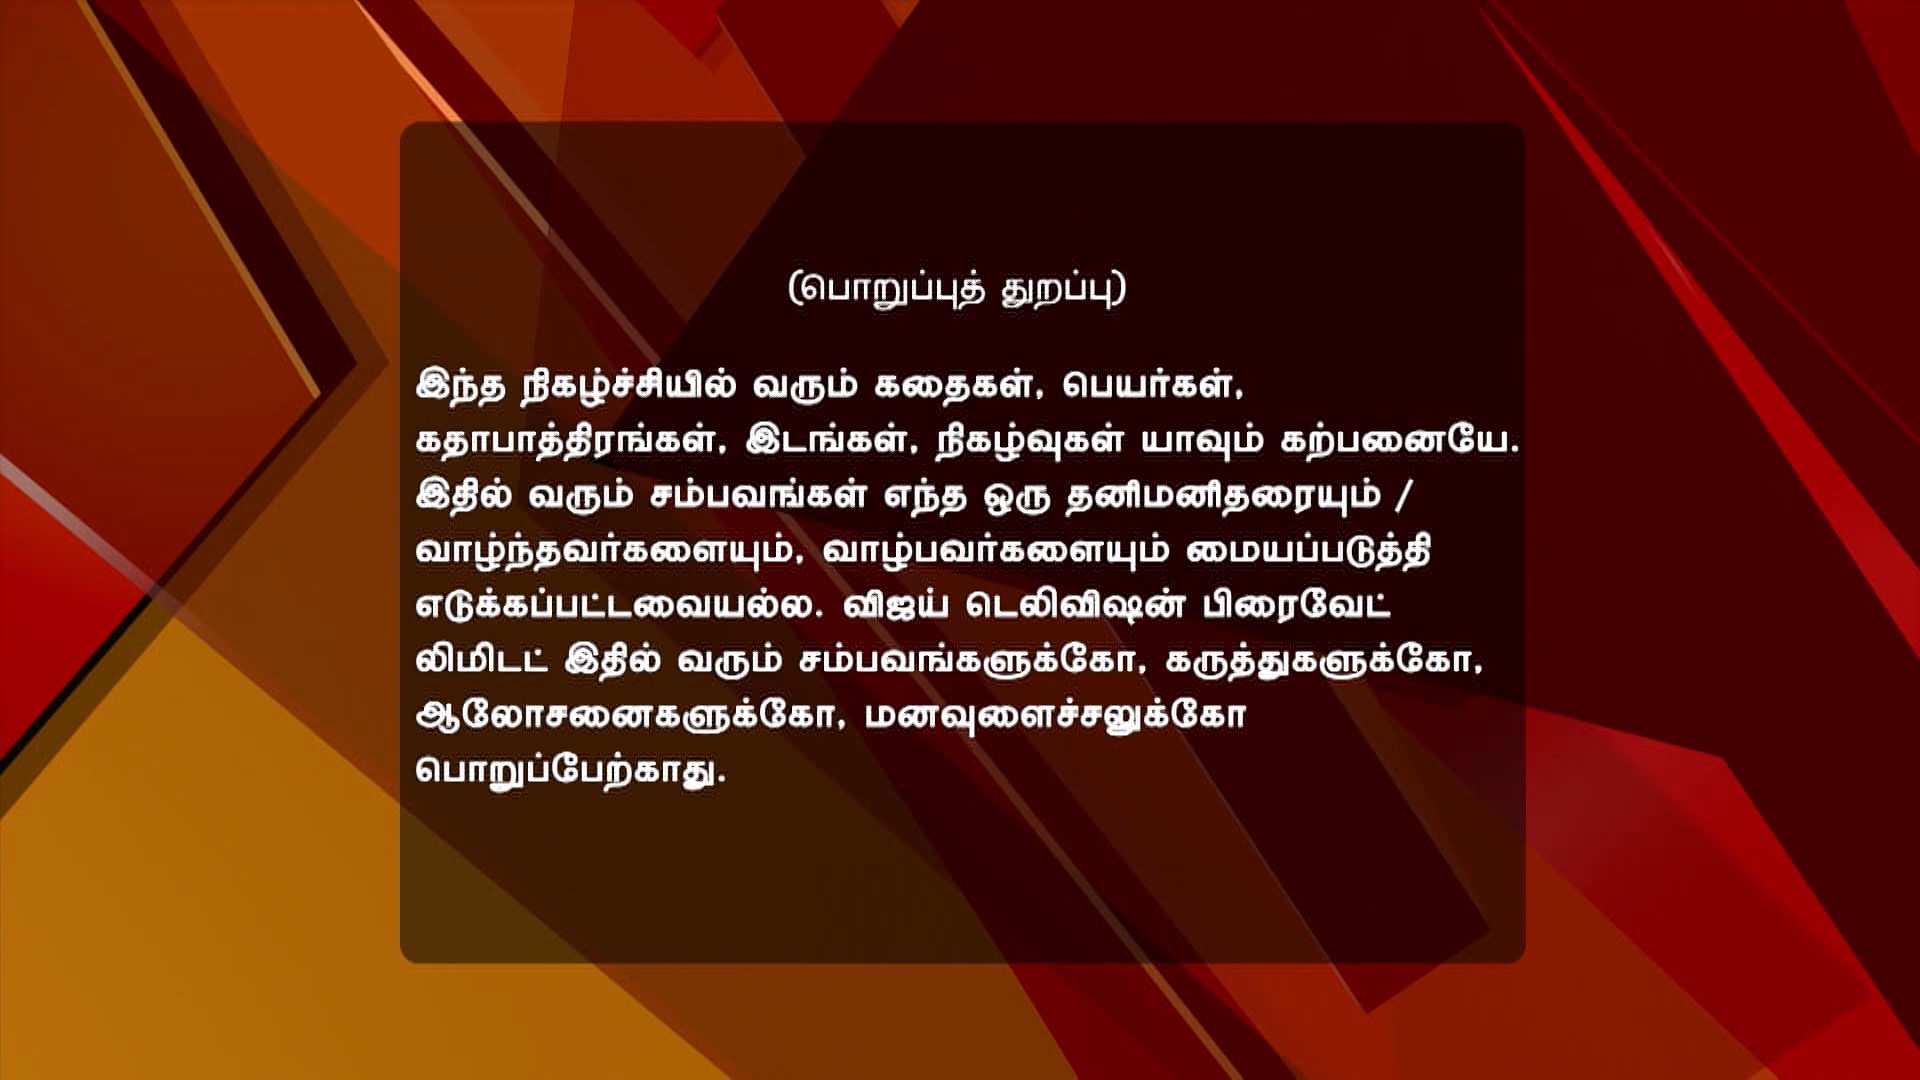 (பொறுப்புத் துறப்பு)
இந்த நிகழ்ச்சியில் வரும் கதைகள், பெயர்கள்,
கதாபாத்திரங்கள், இடங்கள், நிகழ்வுகள் யாவும் கற்பனையே.
இதில் வரும் சம்பவங்கள் எந்த ஒரு தனிமனிதரையும் /
வாழ்ந்தவர்களையும், வாழ்பவர்களையும் மையப்படுத்தி
எடுக்கப்பட்டவையல்ல. விஜய் டெலிவிஷன் பிரைவேட்
லிமிடட் இதில் வரும் சம்பவங்களுக்கோ, கருத்துகளுக்கோ,
ஆலோசனைகளுக்கோ, மனவுளைச்சலுக்கோ
பொறுப்பேற்காது.